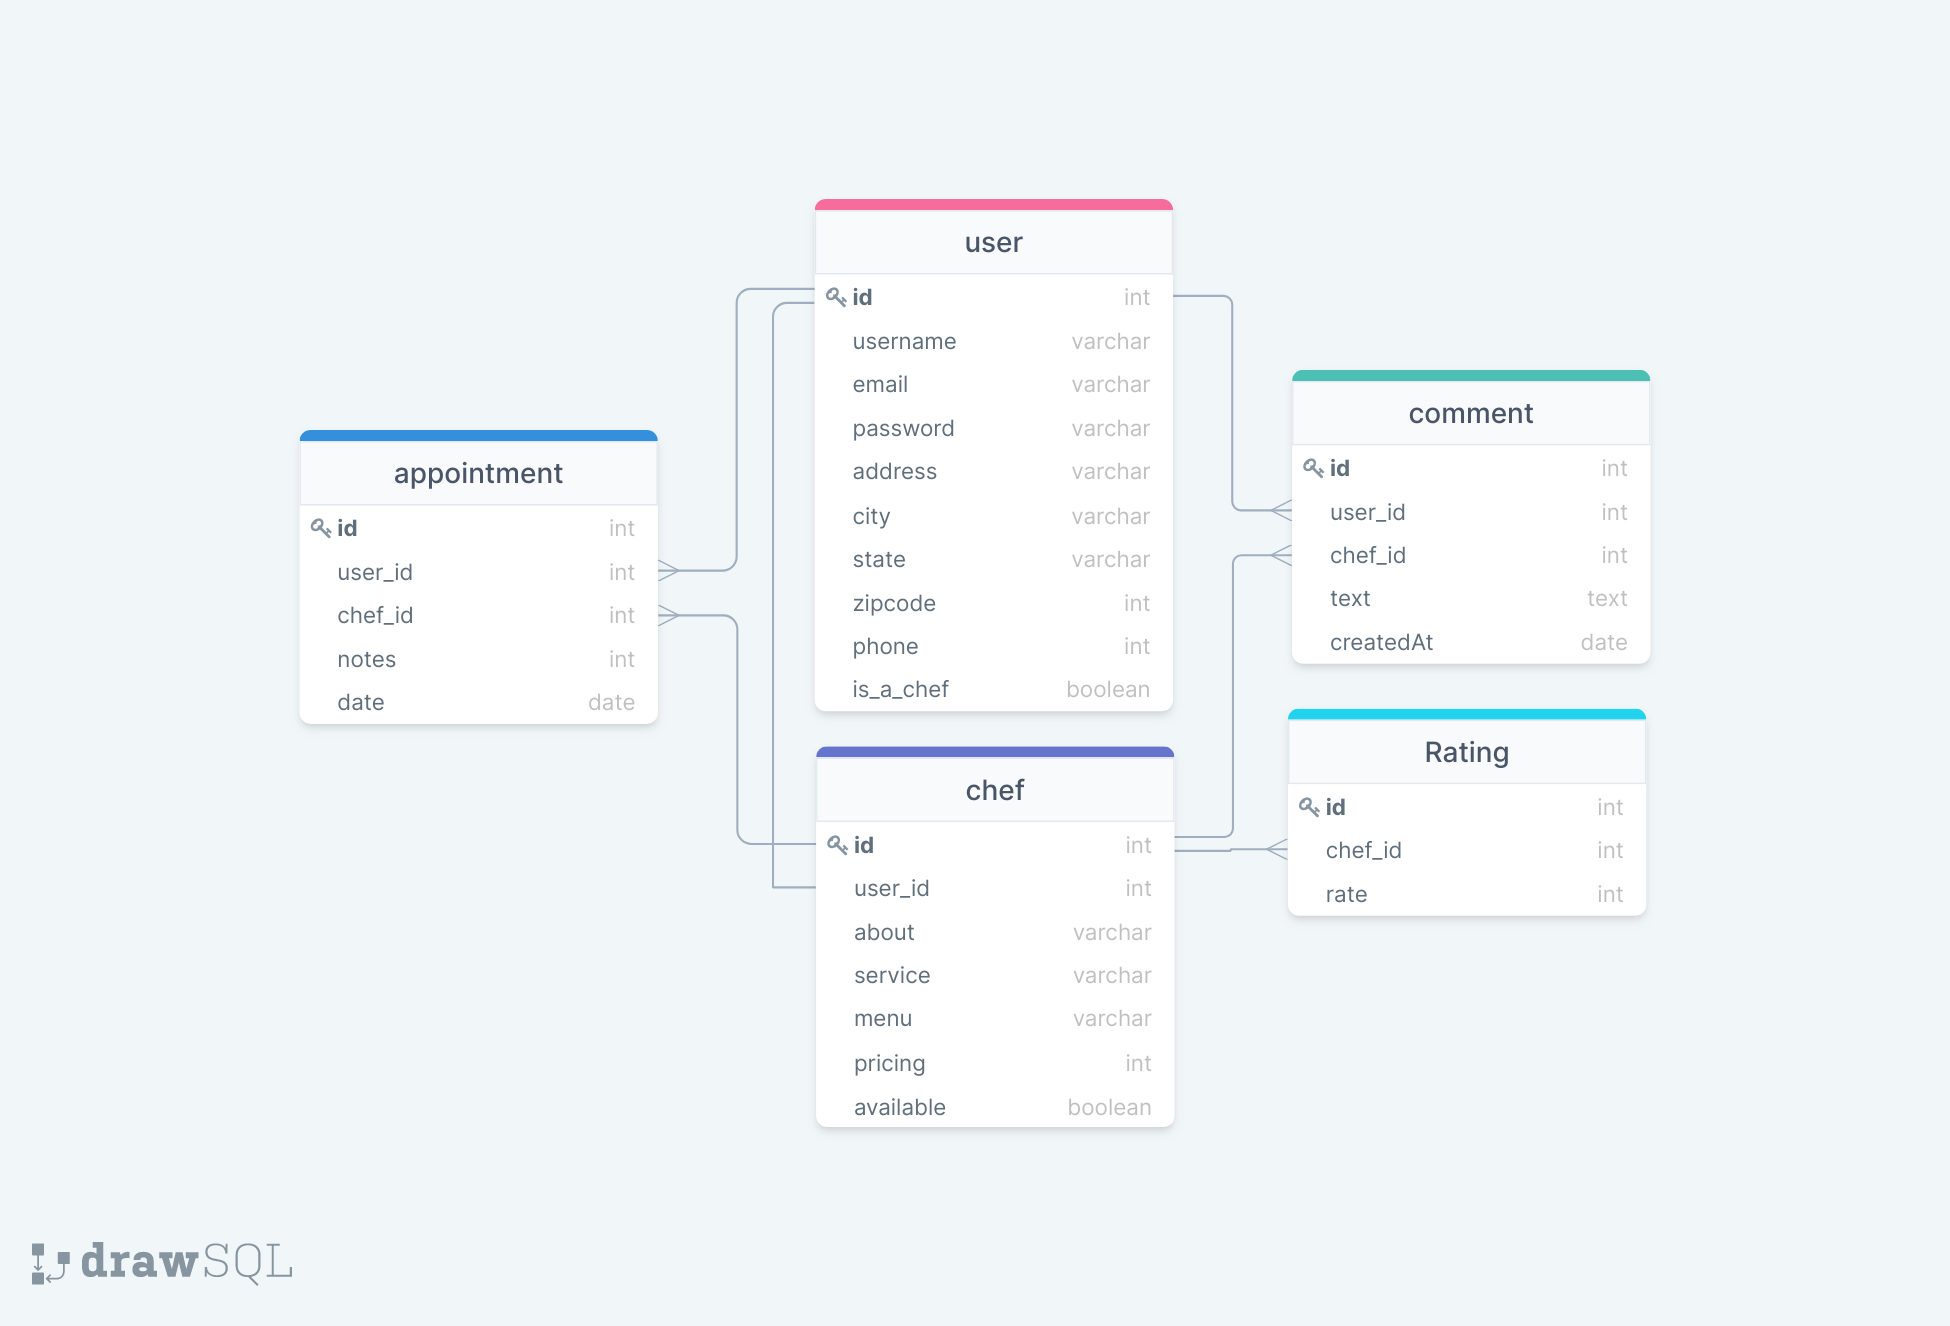 user
id int
username varchar
email varchar
password varchar
address varchar
city varchar
state varchar
zipcode int
phone int
is_a_chef boolean
appointment
id int
user_id int
chef_id int
notes int
date date
comment
id int
user_id int
chef_id int
text text
createdAt date
chef
id int
user_id int
about varchar
service varchar
menu varchar
pricing int
available boolean
Rating
id int
chef_id int
rate int
drawSQL